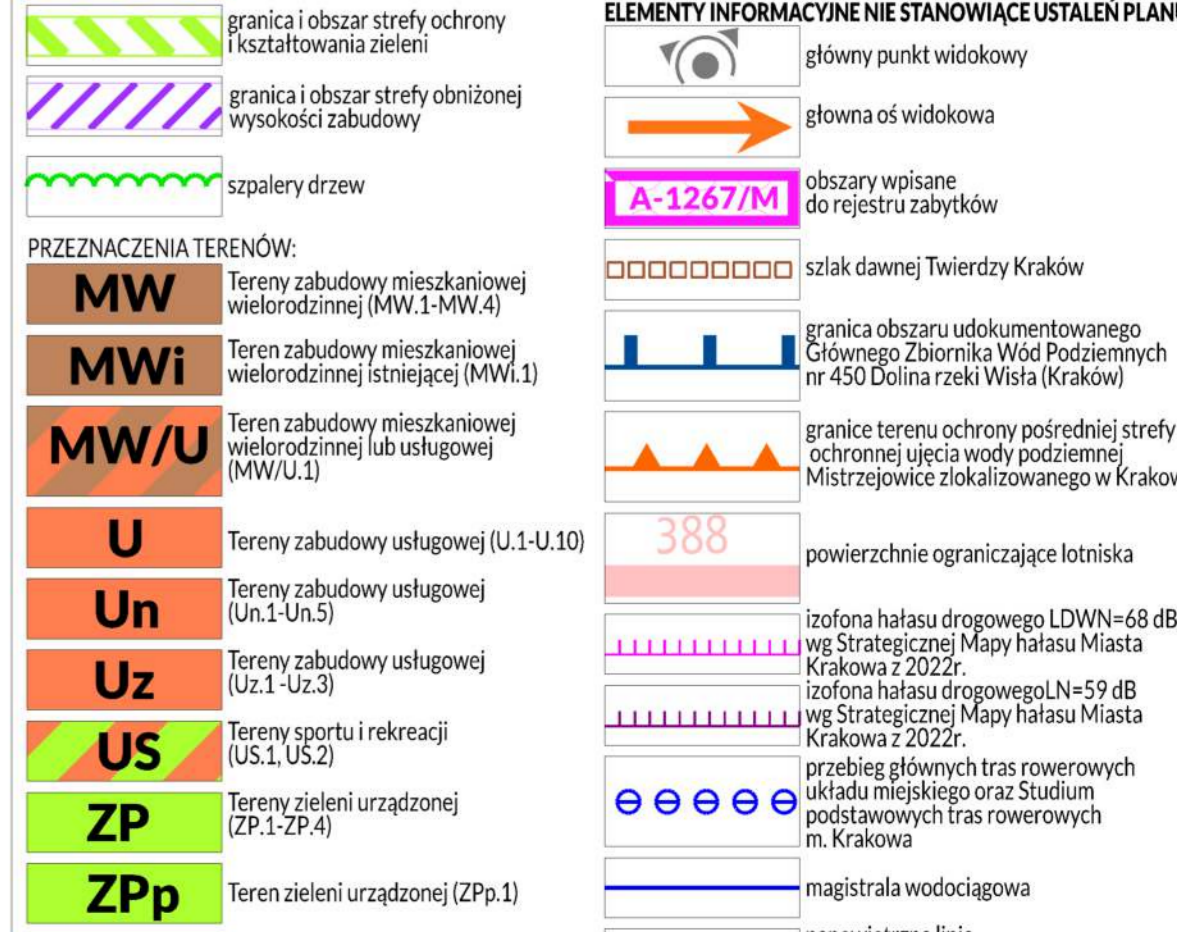 granica i obszar strefy ochrony
i kształtowania zieleni
granica i obszar strefy obniżonej
wysokości zabudowy
szpalery drzew
PRZEZNACZENIA TERENÓW:
MW
Tereny zabudowy mieszkaniowej
wielorodzinnej (MW.1-MW.4)
MWi
Teren zabudowy mieszkaniowej
wielorodzinnej istniejącej (MWi.1)
MW/U
Teren zabudowy mieszkaniowej
wielorodzinnej lub usługowej
(MW/U.1)
U
Tereny zabudowy usługowej (U.1-U.10)
Un
Tereny zabudowy usługowej
(Un.1-Un.5)
Uz
Tereny zabudowy usługowej
(Uz.1 -Uz.3)
US
Tereny sportu i rekreacji
(US.1, US.2)
ZP
Tereny zieleni urządzonej
(ZP.1-ZP.4)
ZPp
Teren zieleni urządzonej (ZPp.1)
ELEMENTY INFORMACYJNE NIE STANOWIĄCE USTALEŃ PLANU
główny punkt widokowy
głowna oś widokowa
A-1267/M
obszary wpisane
do rejestru zabytków
szlak dawnej Twierdzy Kraków
granica obszaru udokumentowanego
Głównego Zbiornika Wód Podziemnych
nr 450 Dolina rzeki Wisła (Kraków)
granice terenu ochrony pośredniej strefy
ochronnej ujęcia wody podziemnej
Mistrzejowice zlokalizowanego w Krakow
388
powierzchnie ograniczające lotniska
izofona hałasu drogowego LDWN=68 dB
wg Strategicznej Mapy hałasu Miasta
Krakowa z 2022r.
izofona hałasu drogowegoLN=59 dB
wg Strategicznej Mapy hałasu Miasta
Krakowa z 2022r.
przebieg głównych tras rowerowych
układu miejskiego oraz Studium
podstawowych tras rowerowych
m. Krakowa
magistrala wodociągowa